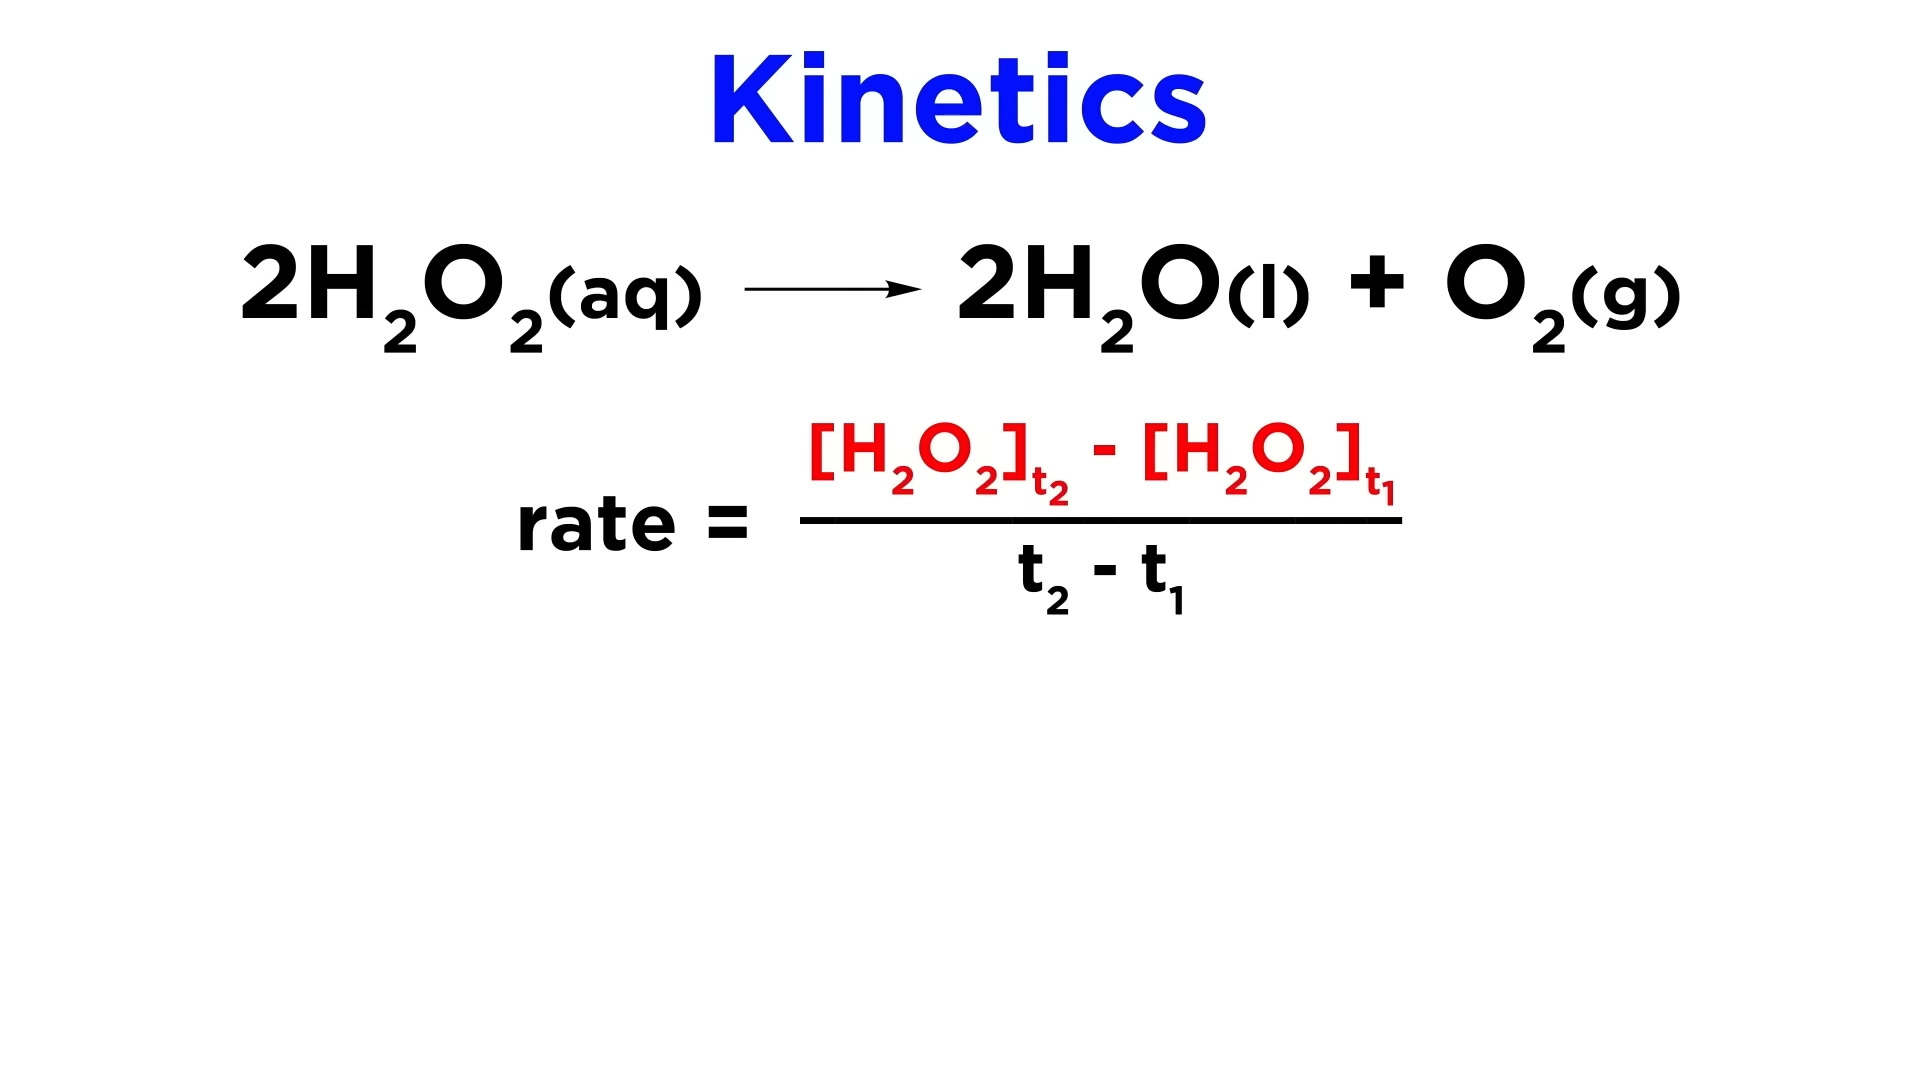 Kinetics
2H₂O₂(aq) ⟶ 2H₂O(l) + O₂(g)
[H₂O₂]t₂ - [H₂O₂]t₁
rate =
t₂ - t₁